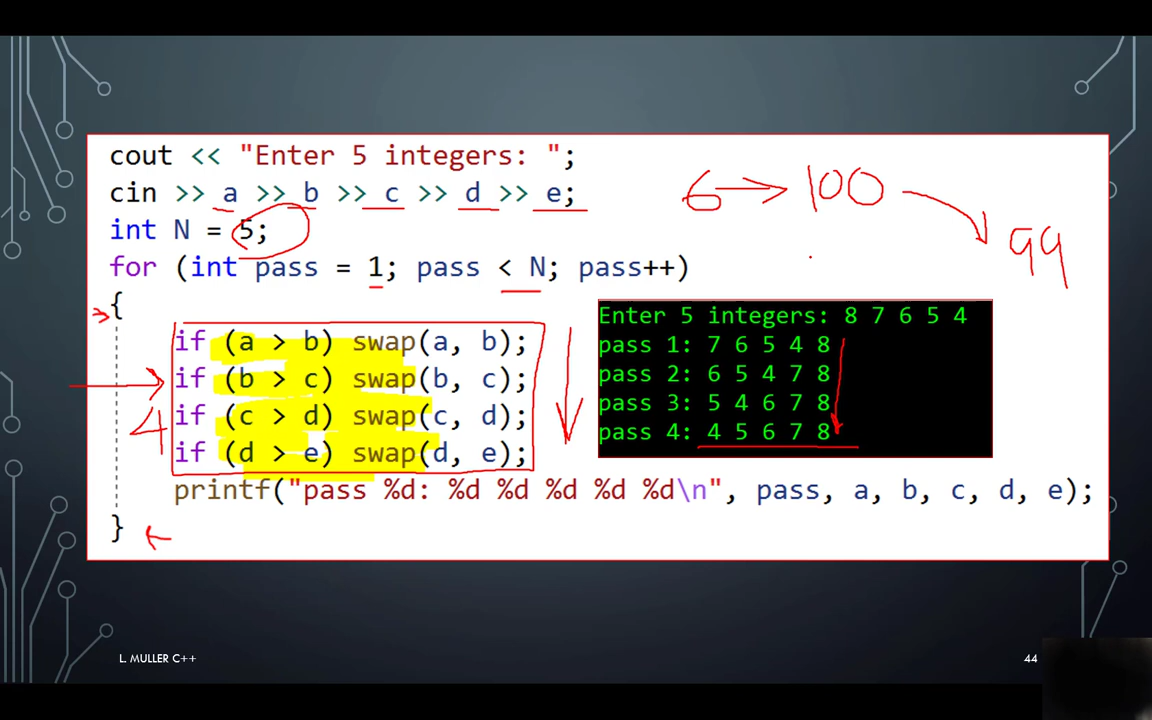 cout << "Enter 5 integers: ";
cin >> a >> b >> c >> d >> e;
6 → 100
99
int N = 5;
for (int pass = 1; pass < N; pass++)
{
if (a > b) swap(a, b);
if (b > c) swap(b, c);
4
if (c > d) swap(c, d);
if (d > e) swap(d, e);
Enter 5 integers: 8 7 6 5 4
pass 1: 7 6 5 4 8
pass 2: 6 5 4 7 8
pass 3: 5 4 6 7 8
pass 4: 4 5 6 7 8
printf("pass %d: %d %d %d %d %d\n", pass, a, b, c, d, e);
}
L. MULLER C++
44